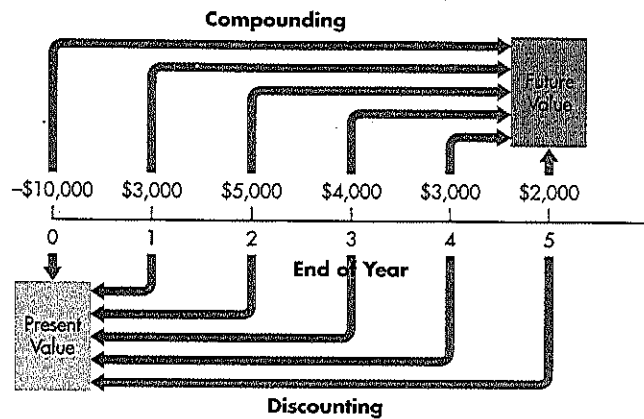 Compounding
Future
Value
–$10,000 $3,000 $5,000 $4,000 $3,000 $2,000
0 1 2 3 4 5
End of Year
Present
Value
Discounting